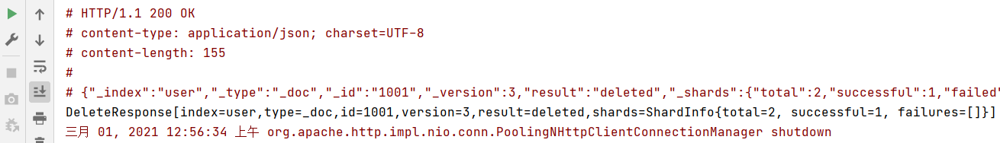 # HTTP/1.1 200 OK
# content-type: application/json; charset=UTF-8
# content-length: 155
#
# {"_index":"user","_type":"_doc","_id":"1001","_version":3,"result":"deleted","_shards":{"total":2,"successful":1,"failed"
DeleteResponse[index=user,type=_doc,id=1001,version=3,result=deleted,shards=ShardInfo{total=2, successful=1, failures=[]}]
三月 01, 2021 12:56:34 上午 org.apache.http.impl.nio.conn.PoolingNHttpClientConnectionManager shutdown